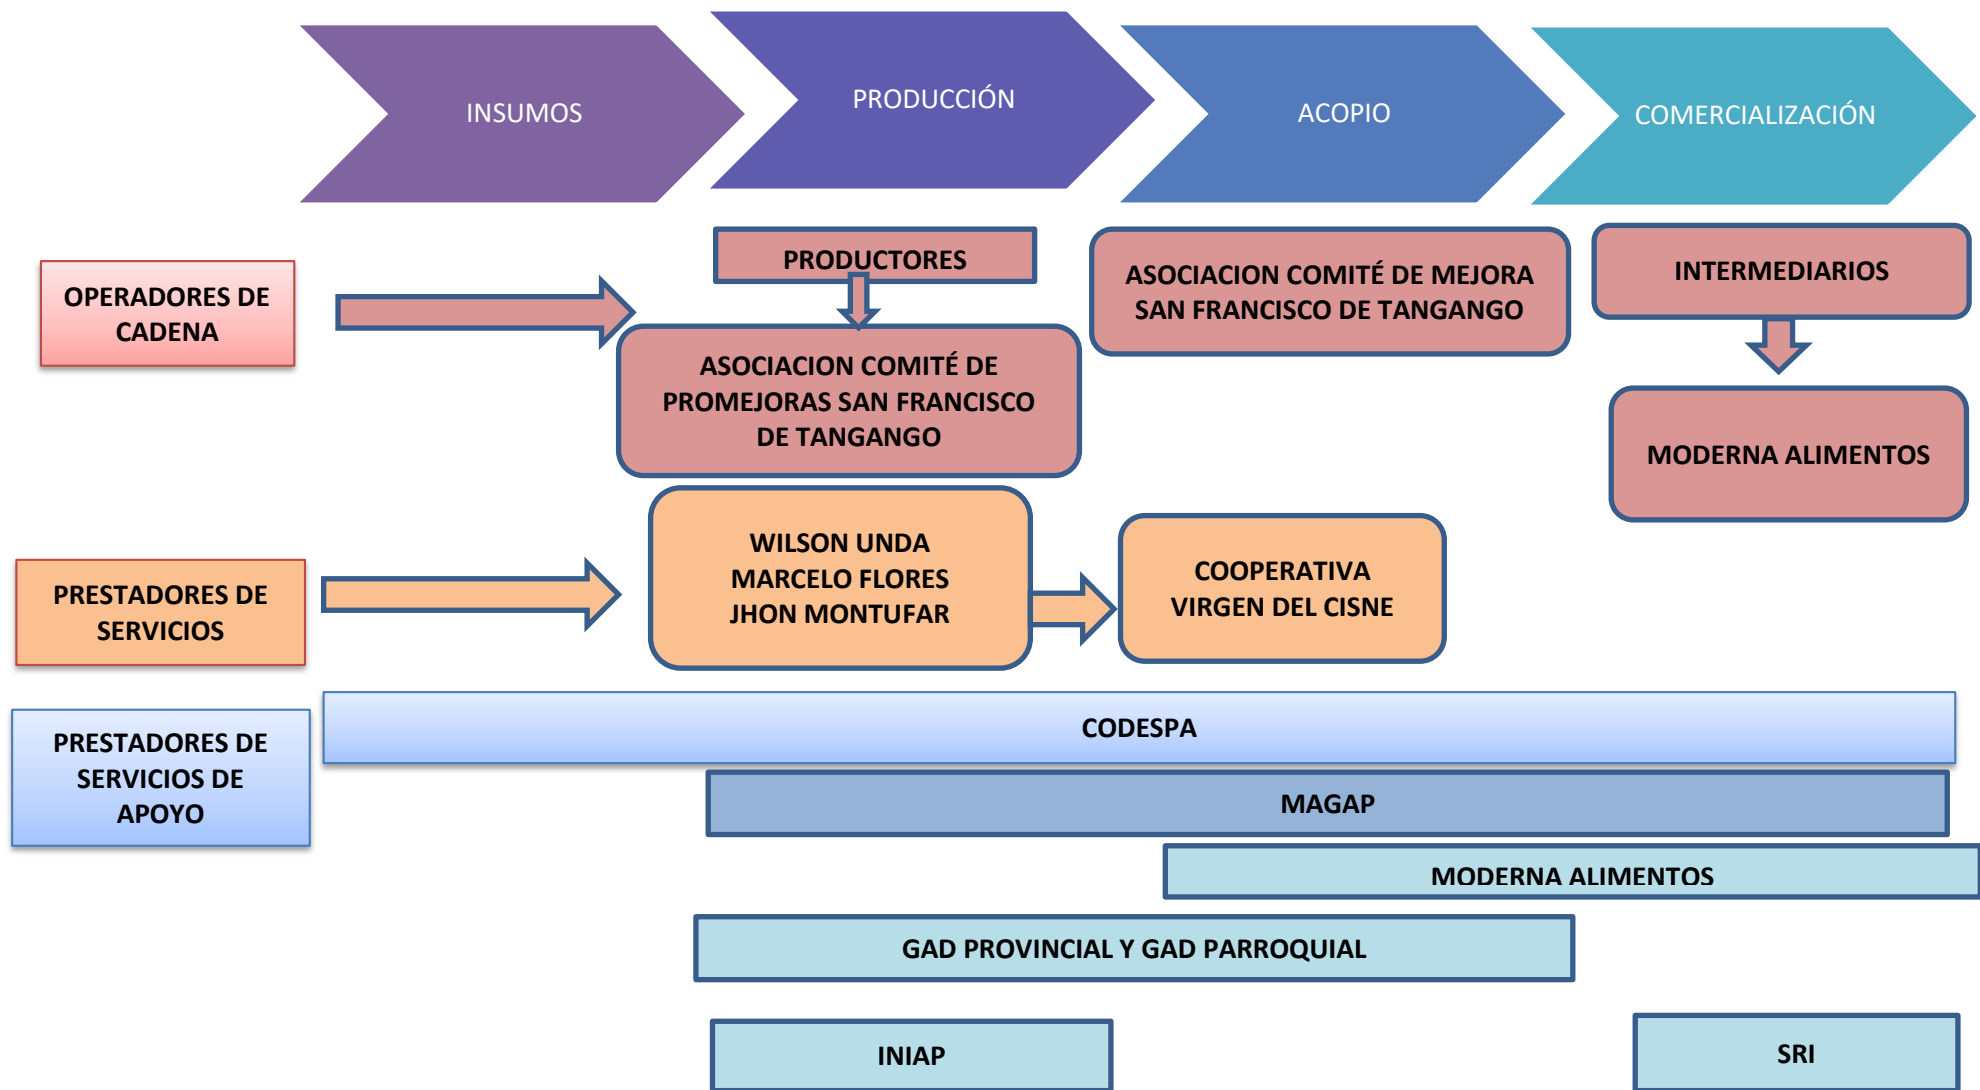 INSUMOS
PRODUCCIÓN
ACOPIO
COMERCIALIZACIÓN
OPERADORES DE
CADENA
PRODUCTORES
ASOCIACION COMITÉ DE
PROMEJORAS SAN FRANCISCO
DE TANGANGO
ASOCIACION COMITÉ DE MEJORA
SAN FRANCISCO DE TANGANGO
INTERMEDIARIOS
MODERNA ALIMENTOS
PRESTADORES DE
SERVICIOS
WILSON UNDA
MARCELO FLORES
JHON MONTUFAR
COOPERATIVA
VIRGEN DEL CISNE
PRESTADORES DE
SERVICIOS DE
APOYO
CODESPA
MAGAP
MODERNA ALIMENTOS
GAD PROVINCIAL Y GAD PARROQUIAL
INIAP
SRI